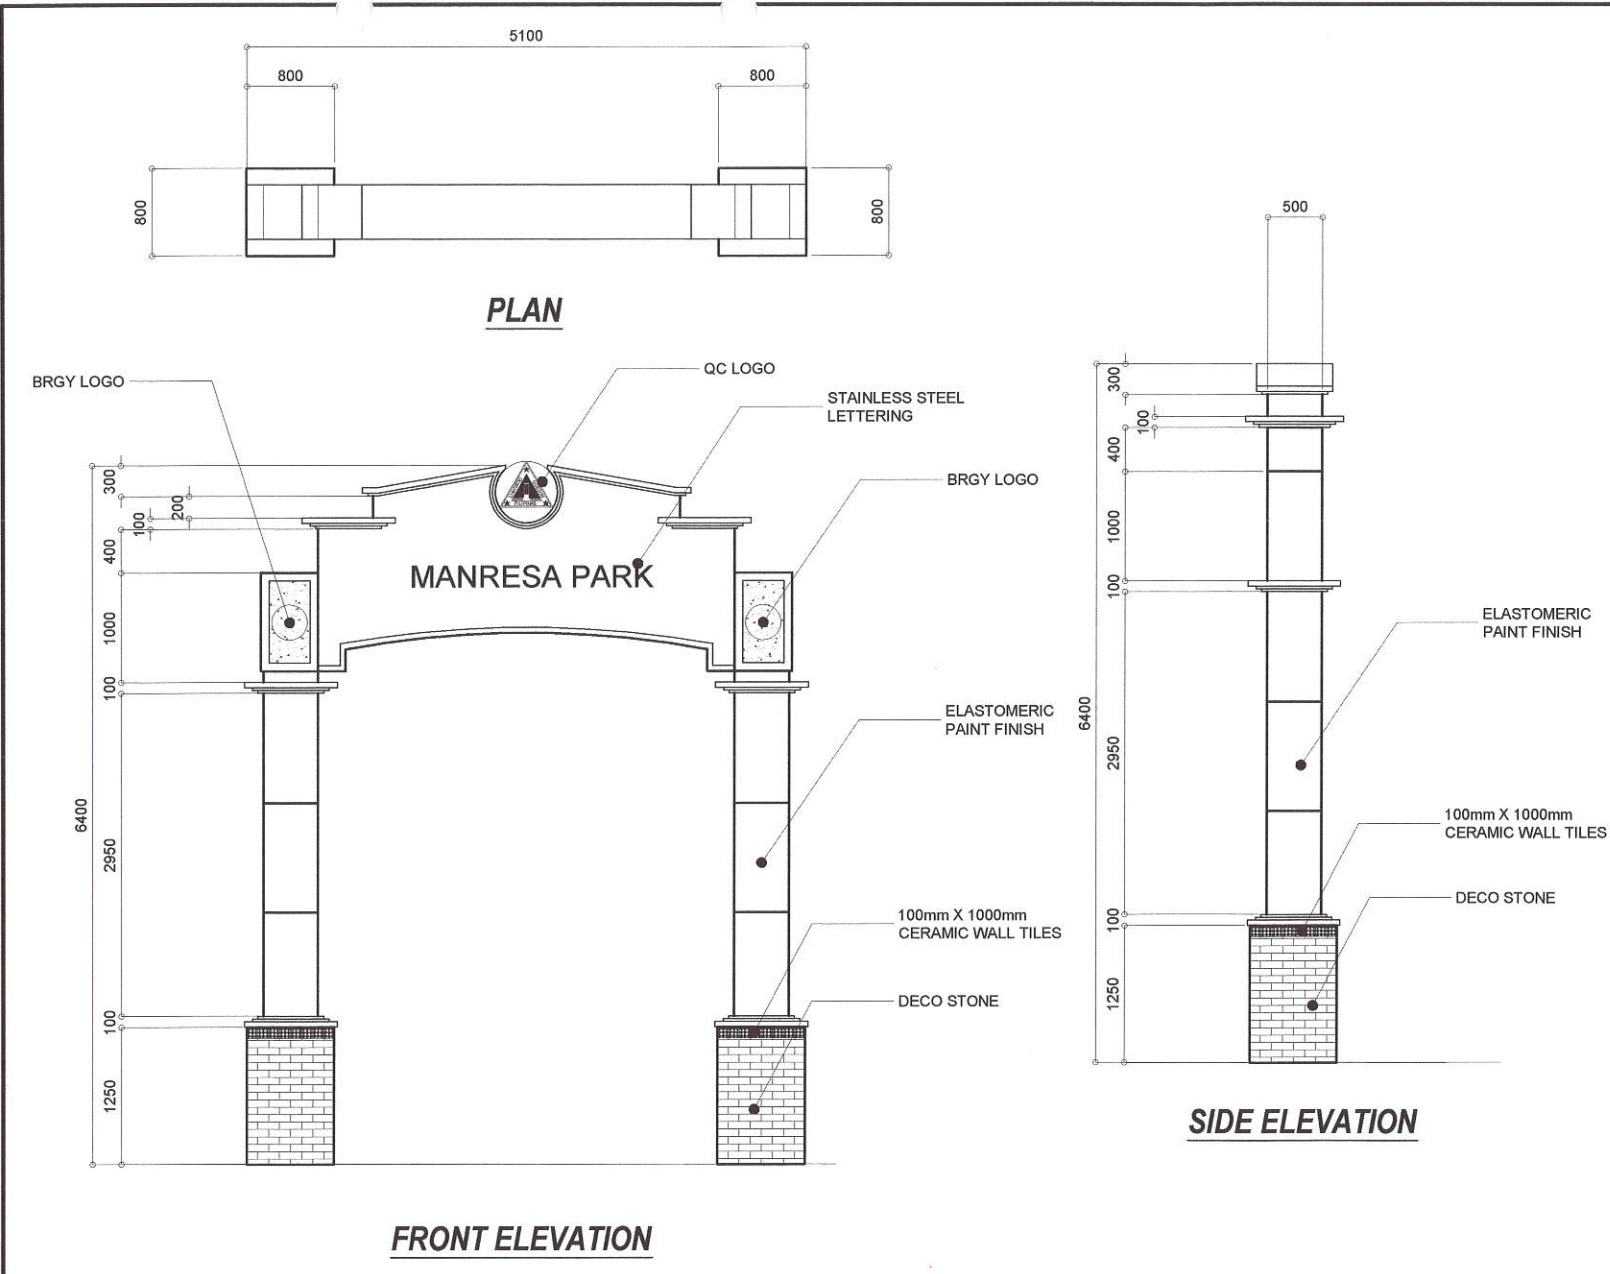 5100
800
800
800
800
PLAN
BRGY LOGO
QC LOGO
STAINLESS STEEL
LETTERING
BRGY LOGO
300
200
100
400
1000
100
6400
2950
100
1250
MANRESA PARK
ELASTOMERIC
PAINT FINISH
100mm X 1000mm
CERAMIC WALL TILES
DECO STONE
FRONT ELEVATION
500
300
100
400
1000
100
6400
2950
100
1250
ELASTOMERIC
PAINT FINISH
100mm X 1000mm
CERAMIC WALL TILES
DECO STONE
SIDE ELEVATION